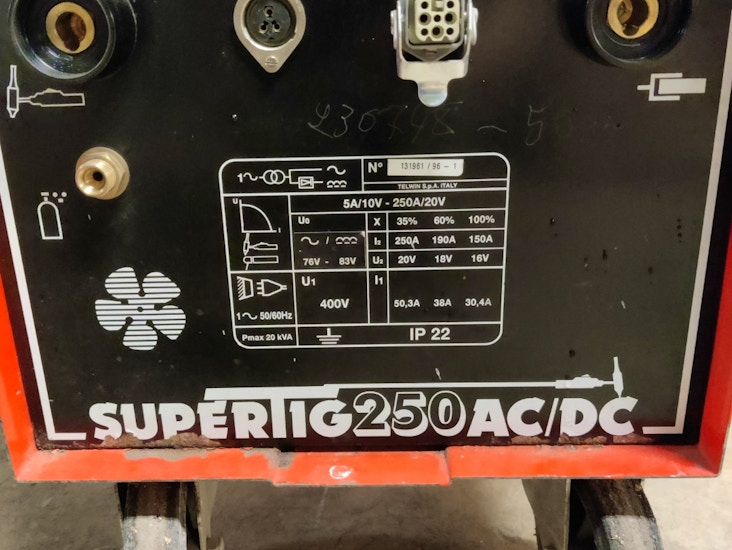 N° 131961 / 96 - 1
1~
TELWIN S.p.A. ITALY
5A/10V - 250A/20V
U
I
U0 X 35% 60% 100%
I2 250A 190A 150A
76V - 83V U2 20V 18V 16V
U1 I1
400V 50,3A 38A 30,4A
1~ 50/60Hz
Pmax 20 kVA IP 22
SUPERTIG250AC/DC